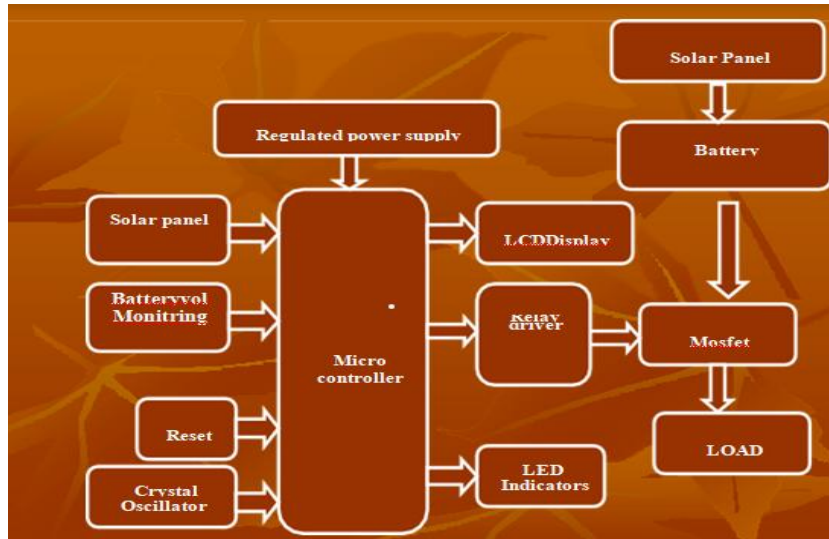 Solar Panel
Regulated power supply
Battery
Solar panel
LCDDisplay
Batteryvol
Monitring
Relay
driver
Mosfet
Micro
controller
Reset
LOAD
LED
Indicators
Crystal
Oscillator